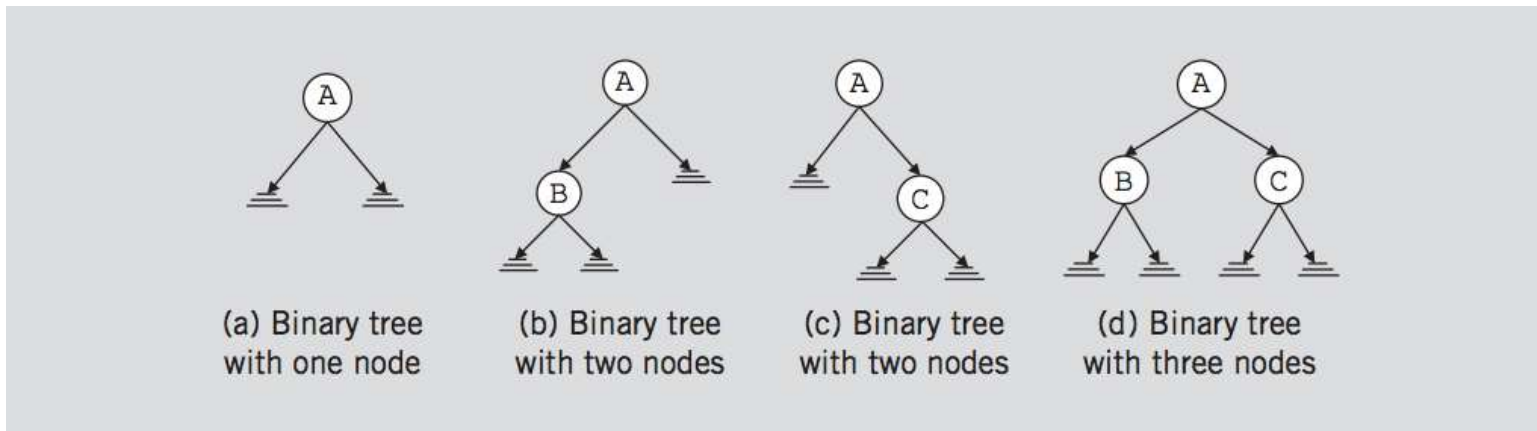 A
A
A
A
B
C
B
C
(a) Binary tree
with one node
(b) Binary tree
with two nodes
(c) Binary tree
with two nodes
(d) Binary tree
with three nodes